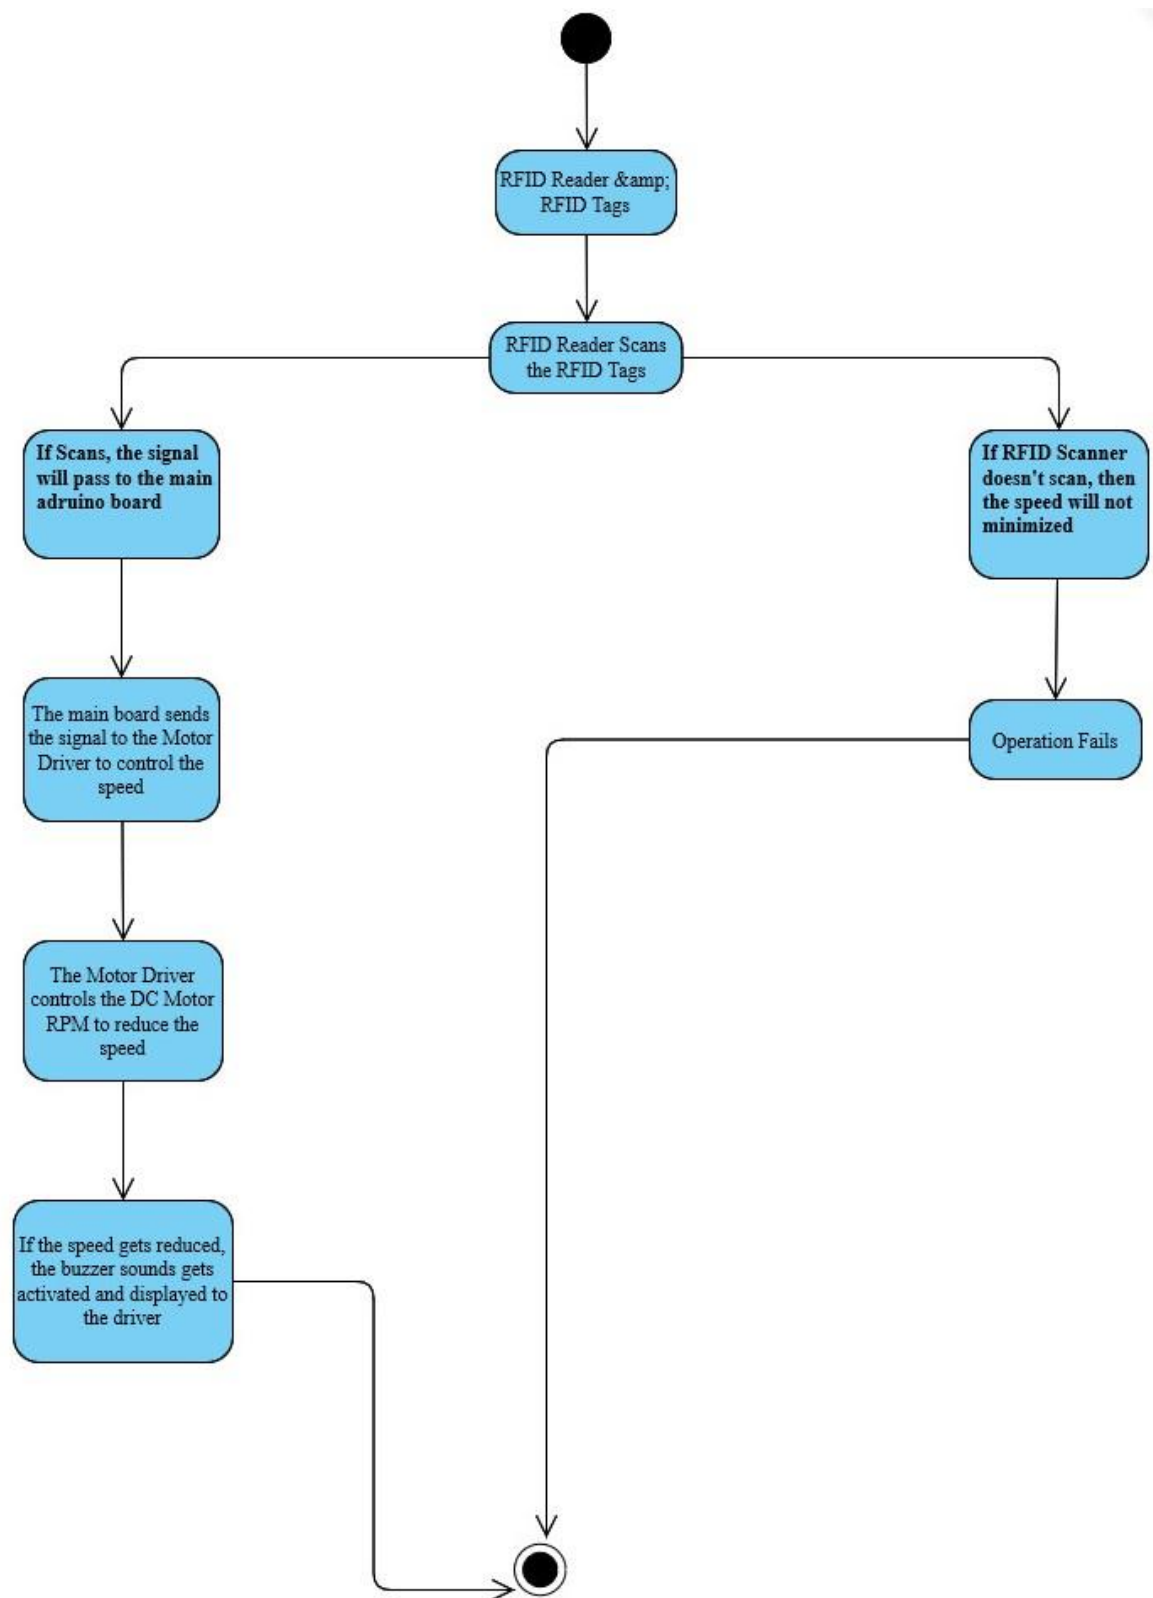 RFID Reader &amp;
RFID Tags
RFID Reader Scans
the RFID Tags
If Scans, the signal
will pass to the main
adruino board
If RFID Scanner
doesn't scan, then
the speed will not
minimized
The main board sends
the signal to the Motor
Driver to control the
speed
Operation Fails
The Motor Driver
controls the DC Motor
RPM to reduce the
speed
If the speed gets reduced,
the buzzer sounds gets
activated and displayed to
the driver